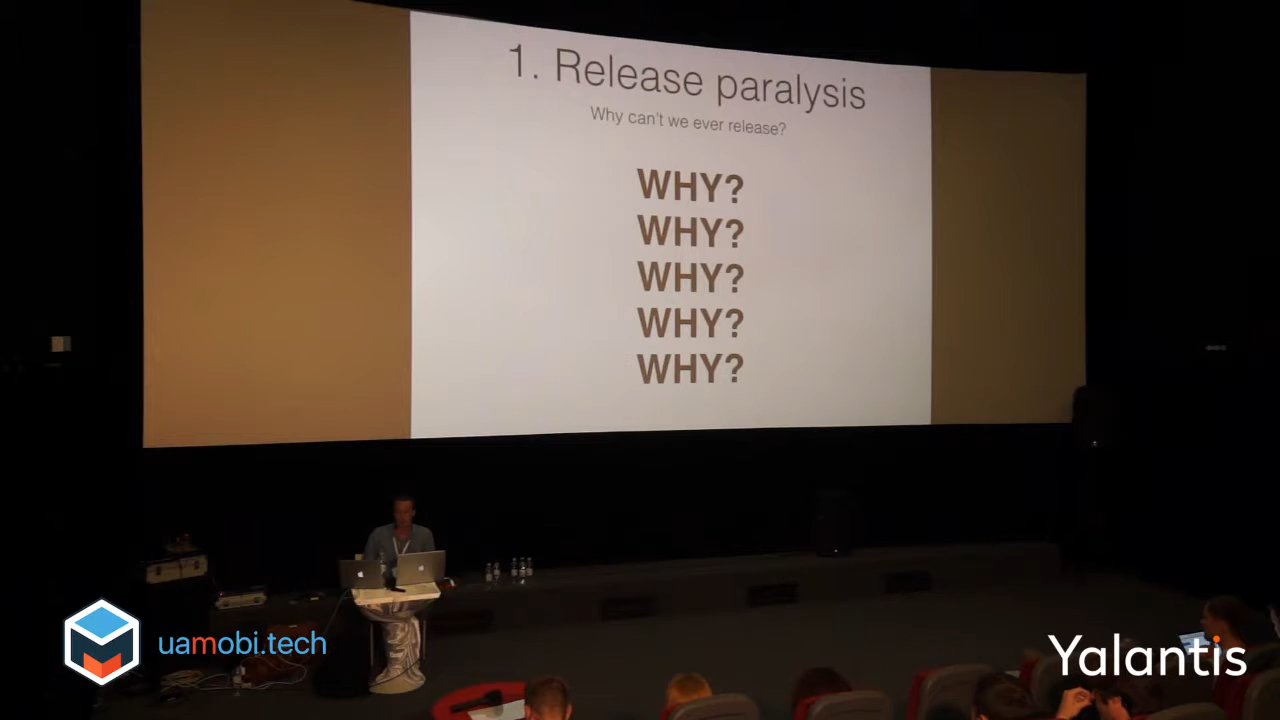 1. Release paralysis
Why can't we ever release?
WHY?
WHY?
WHY?
WHY?
WHY?
uamobi.tech
Yalantis